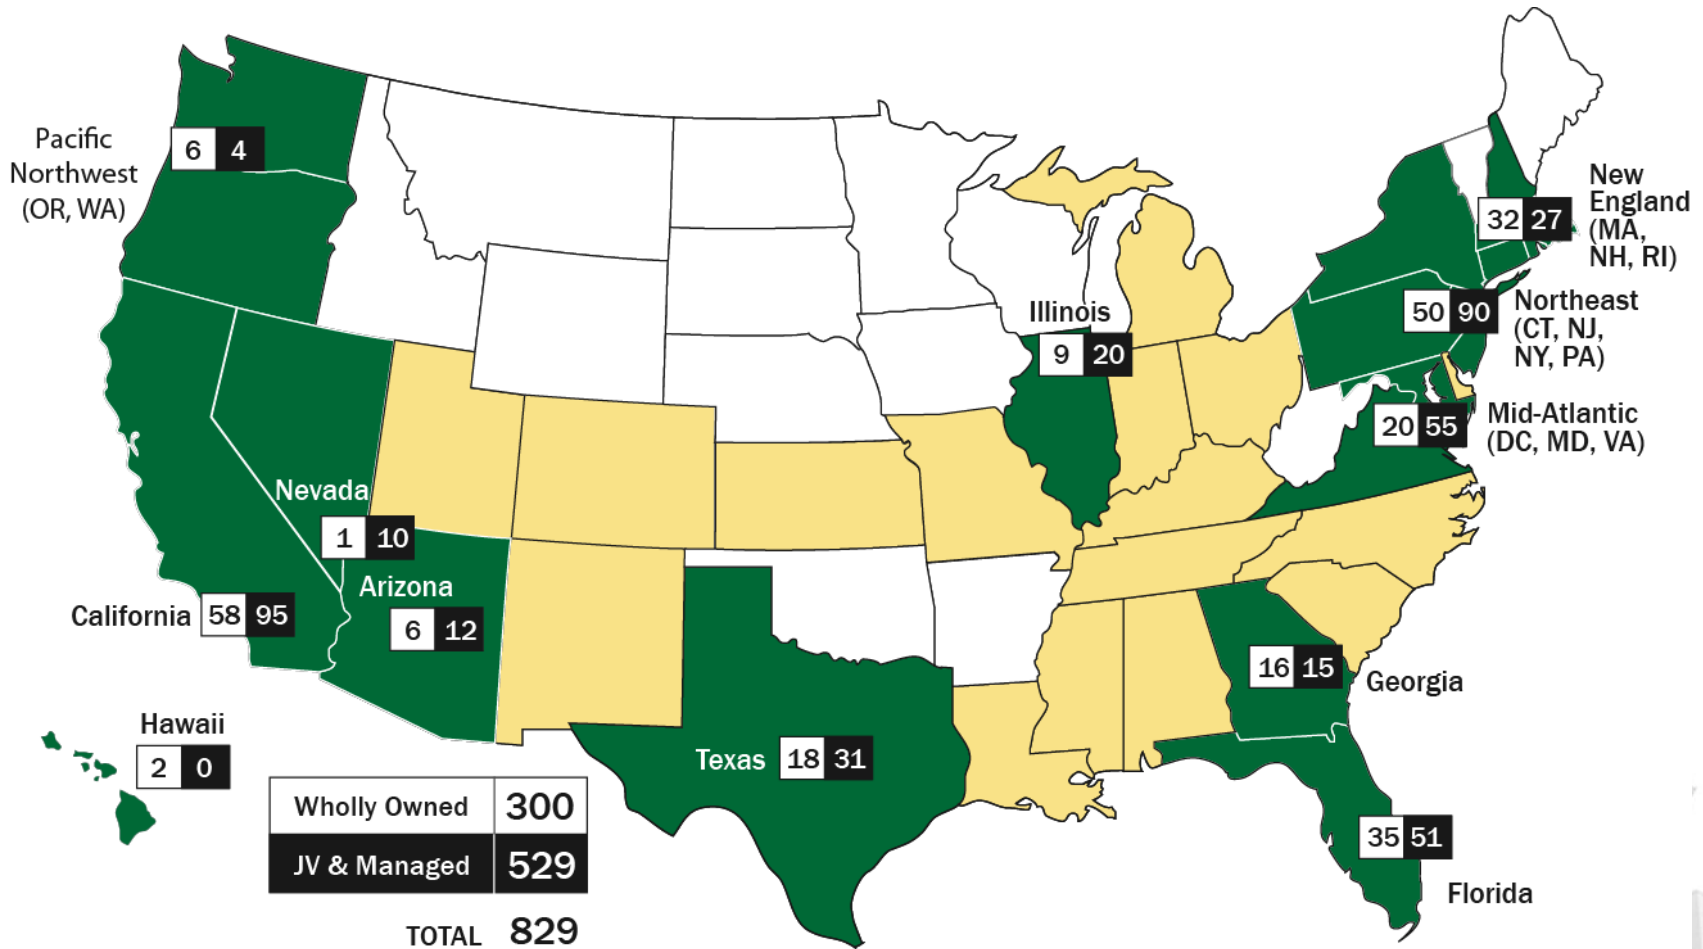 Pacific
Northwest
(OR, WA)
6 4
New
England
(MA,
NH, RI)
32 27
Illinois
9 20
Northeast
(CT, NJ,
NY, PA)
50 90
Mid-Atlantic
(DC, MD, VA)
20 55
Nevada
1 10
Arizona
6 12
California 58 95
16 15
Georgia
Hawaii
2 0
Texas 18 31
Wholly Owned 300
JV & Managed 529
TOTAL 829
35 51
Florida